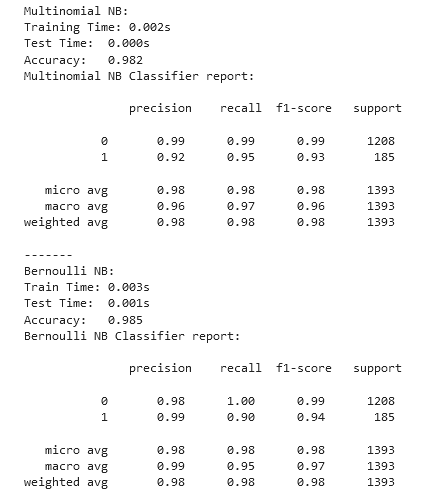 Multinomial NB:
Training Time: 0.002s
Test Time:  0.000s
Accuracy:   0.982
Multinomial NB Classifier report:
precision    recall  f1-score   support
0       0.99      0.99      0.99      1208
1       0.92      0.95      0.93       185
micro avg       0.98      0.98      0.98      1393
macro avg       0.96      0.97      0.96      1393
weighted avg       0.98      0.98      0.98      1393
-------
Bernoulli NB:
Train Time: 0.003s
Test Time:  0.001s
Accuracy:   0.985
Bernoulli NB Classifier report:
precision    recall  f1-score   support
0       0.98      1.00      0.99      1208
1       0.99      0.90      0.94       185
micro avg       0.98      0.98      0.98      1393
macro avg       0.99      0.95      0.97      1393
weighted avg       0.98      0.98      0.98      1393